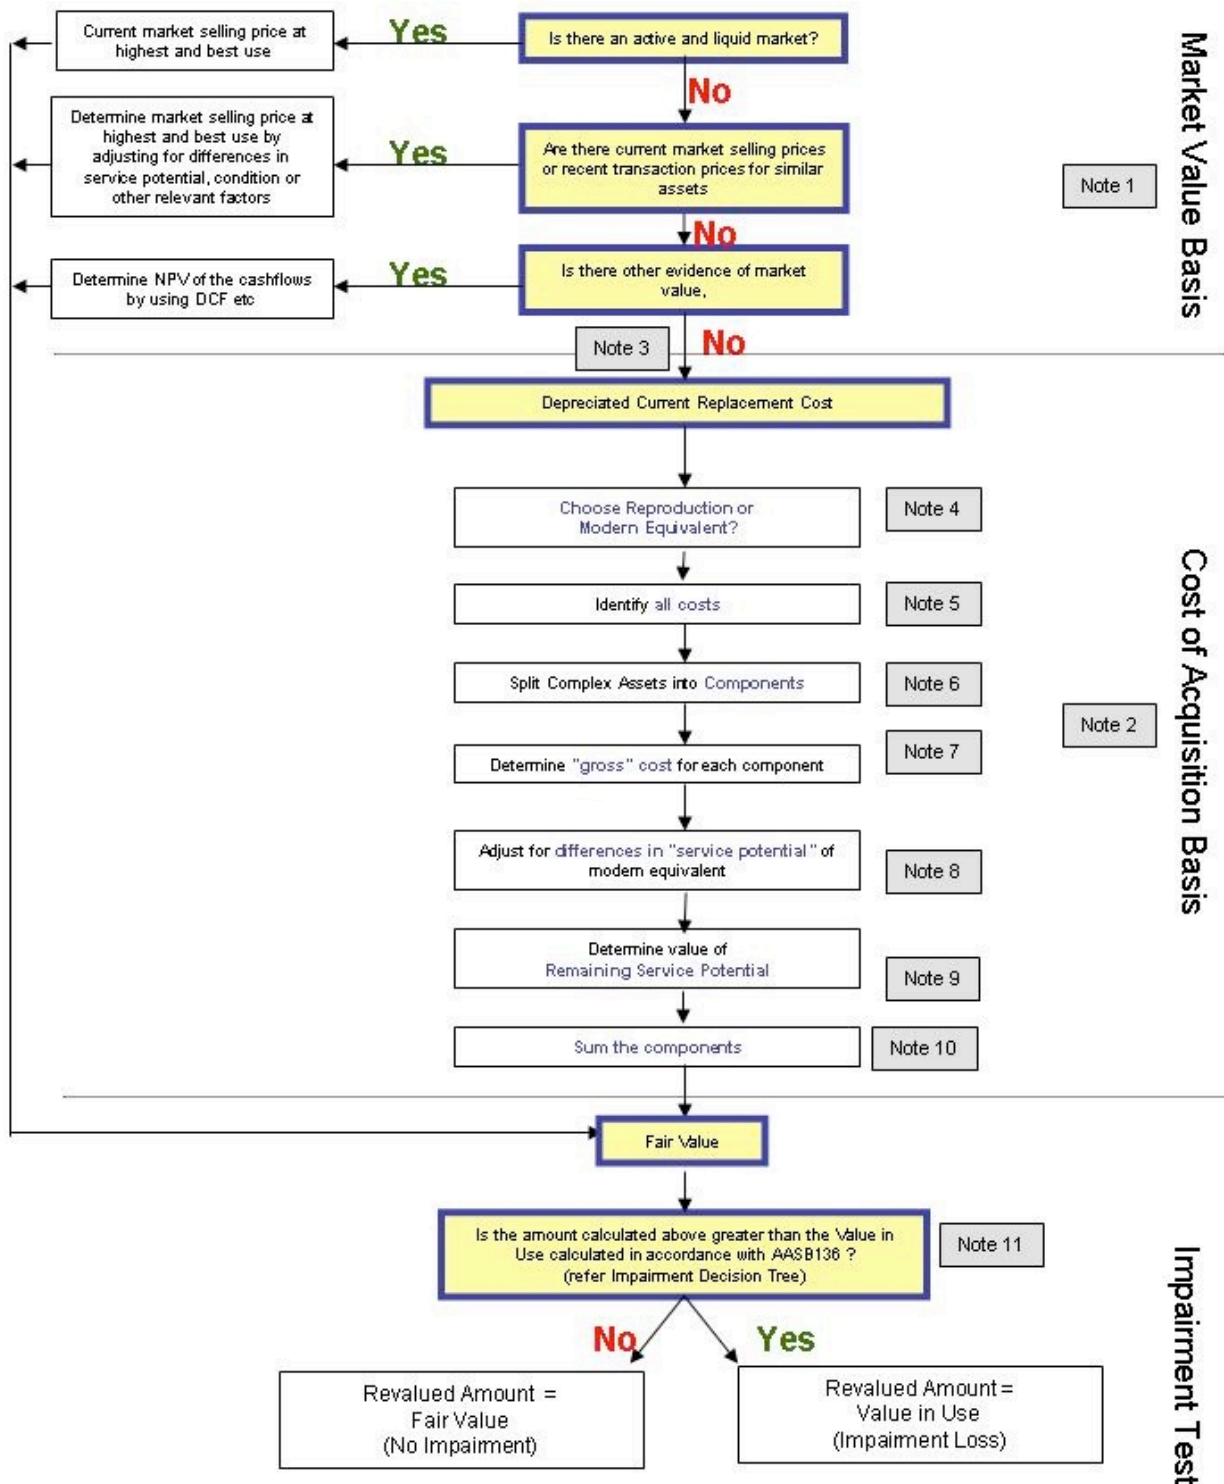 Current market selling price at
highest and best use
Yes
Is there an active and liquid market?
No
Determine market selling price at
highest and best use by
adjusting for differences in
service potential, condition or
other relevant factors
Yes
Are there current market selling prices
or recent transaction prices for similar
assets
Note 1
Market Value Basis
No
Determine NPV of the cashflows
by using DCF etc
Yes
Is there other evidence of market
value,
Note 3
No
Depreciated Current Replacement Cost
Choose Reproduction or
Modern Equivalent?
Note 4
Identify all costs
Note 5
Split Complex Assets into Components
Note 6
Note 2
Cost of Acquisition Basis
Determine "gross" cost for each component
Note 7
Adjust for differences in "service potential" of
modern equivalent
Note 8
Determine value of
Remaining Service Potential
Note 9
Sum the components
Note 10
Fair Value
Is the amount calculated above greater than the Value in
Use calculated in accordance with AASB136 ?
(refer Impairment Decision Tree)
Note 11
Impairment Test
No
Yes
Revalued Amount =
Fair Value
(No Impairment)
Revalued Amount =
Value in Use
(Impairment Loss)